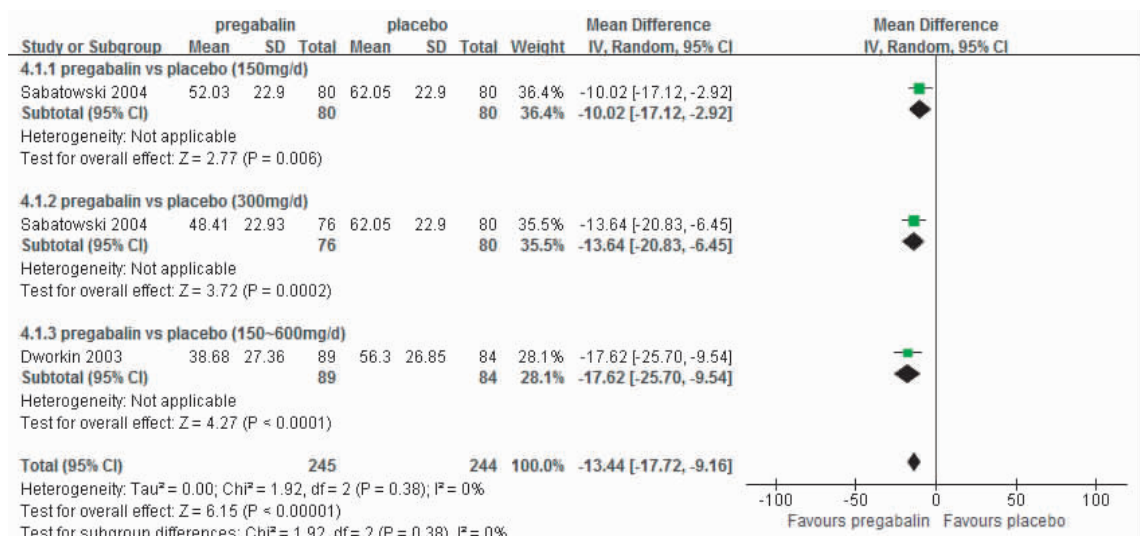 pregabalin placebo Mean Difference Mean Difference
Study or Subgroup Mean SD Total Mean SD Total Weight IV, Random, 95% CI IV, Random, 95% CI
4.1.1 pregabalin vs placebo (150mg/d)
Sabatowski 2004 52.03 22.9 80 62.05 22.9 80 36.4% -10.02 [-17.12, -2.92]
Subtotal (95% CI) 80 80 36.4% -10.02 [-17.12, -2.92]
Heterogeneity: Not applicable
Test for overall effect: Z = 2.77 (P = 0.006)
4.1.2 pregabalin vs placebo (300mg/d)
Sabatowski 2004 48.41 22.93 76 62.05 22.9 80 35.5% -13.64 [-20.83, -6.45]
Subtotal (95% CI) 76 80 35.5% -13.64 [-20.83, -6.45]
Heterogeneity: Not applicable
Test for overall effect: Z = 3.72 (P = 0.0002)
4.1.3 pregabalin vs placebo (150~600mg/d)
Dworkin 2003 38.68 27.36 89 56.3 26.85 84 28.1% -17.62 [-25.70, -9.54]
Subtotal (95% CI) 89 84 28.1% -17.62 [-25.70, -9.54]
Heterogeneity: Not applicable
Test for overall effect: Z = 4.27 (P < 0.0001)
Total (95% CI) 245 244 100.0% -13.44 [-17.72, -9.16]
Heterogeneity: Tau² = 0.00; Chi² = 1.92, df = 2 (P = 0.38); I² = 0%
-100 -50 0 50 100
Test for overall effect: Z = 6.15 (P < 0.00001)
Favours pregabalin Favours placebo
Test for subgroup differences: Chi² = 1.92, df = 2 (P = 0.38), I² = 0%